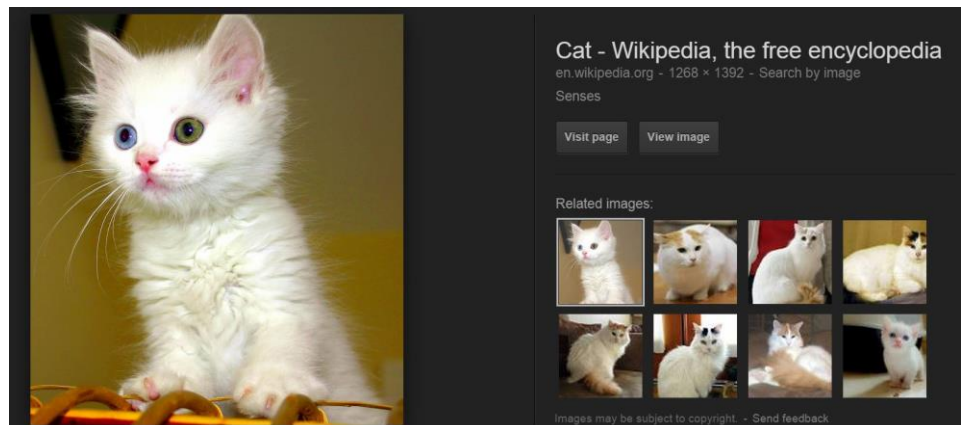 Cat - Wikipedia, the free encyclopedia
en.wikipedia.org - 1268 × 1392 - Search by image
Senses
Visit page
View image
Related images:
Images may be subject to copyright. - Send feedback